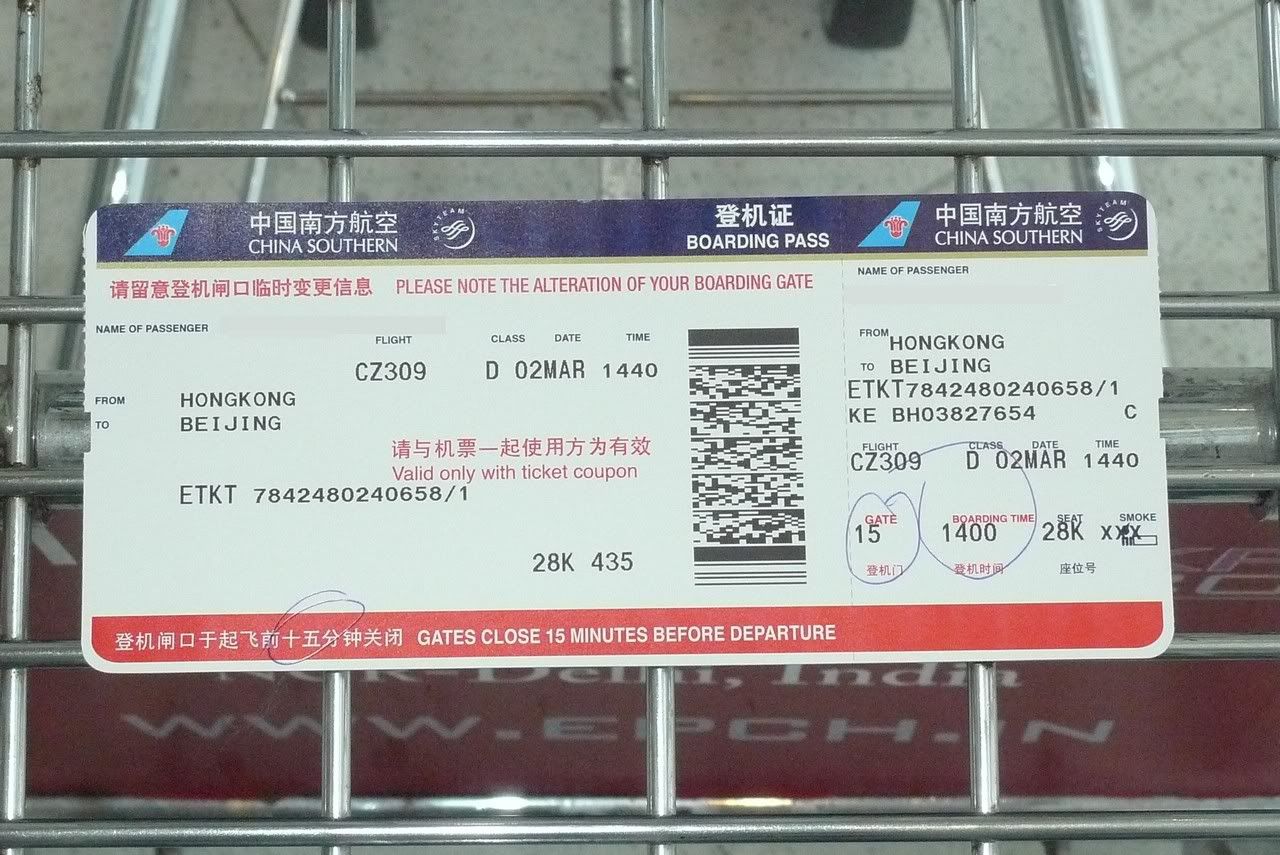 中国南方航空
CHINA SOUTHERN
SKYTEAM
登机证
BOARDING PASS
请留意登机闸口临时变更信息 PLEASE NOTE THE ALTERATION OF YOUR BOARDING GATE
NAME OF PASSENGER
FLIGHT CLASS DATE TIME
CZ309 D 02MAR 1440
FROM HONGKONG
TO BEIJING
请与机票一起使用方为有效
Valid only with ticket coupon
ETKT 7842480240658/1
28K 435
登机闸口于起飞前十五分钟关闭 GATES CLOSE 15 MINUTES BEFORE DEPARTURE
中国南方航空
CHINA SOUTHERN
SKYTEAM
NAME OF PASSENGER
FROM HONGKONG
TO BEIJING
ETKT7842480240658/1
KE BH03827654 C
FLIGHT CLASS DATE TIME
CZ309 D 02MAR 1440
GATE BOARDING TIME SEAT SMOKE
15 1400 28K XXX
登机门 登机时间 座位号
NCR-Delhi, India
WWW.EPCH.IN